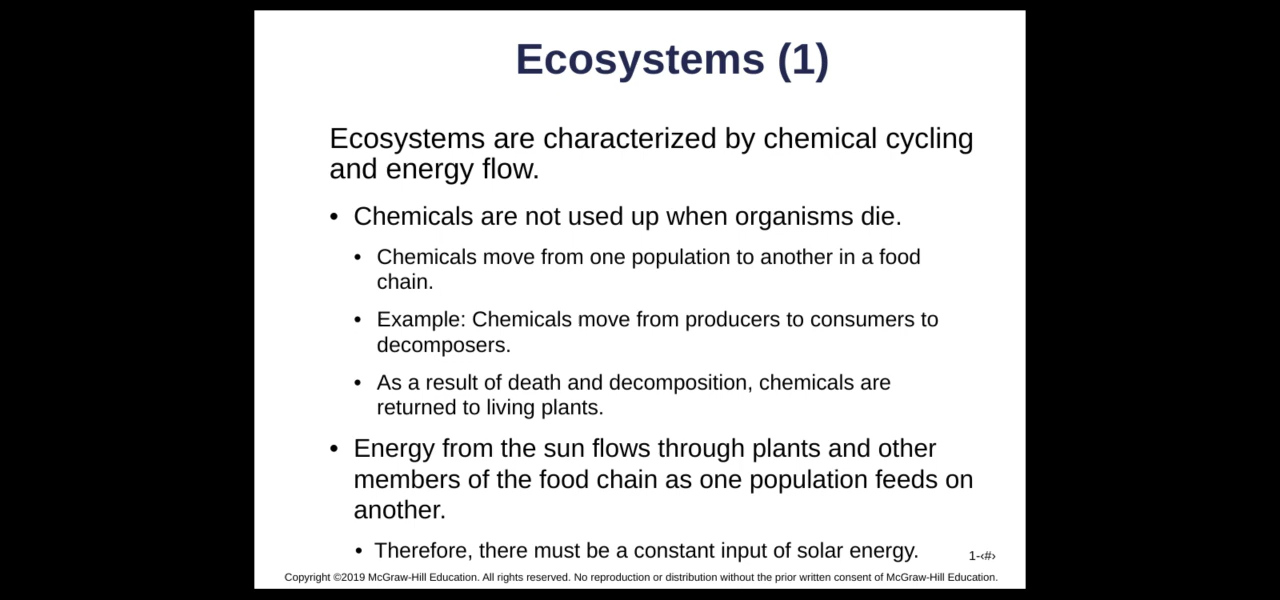 Ecosystems (1)
Ecosystems are characterized by chemical cycling
and energy flow.
• Chemicals are not used up when organisms die.
• Chemicals move from one population to another in a food
chain.
• Example: Chemicals move from producers to consumers to
decomposers.
• As a result of death and decomposition, chemicals are
returned to living plants.
• Energy from the sun flows through plants and other
members of the food chain as one population feeds on
another.
• Therefore, there must be a constant input of solar energy.
1-‹#›
Copyright ©2019 McGraw-Hill Education. All rights reserved. No reproduction or distribution without the prior written consent of McGraw-Hill Education.